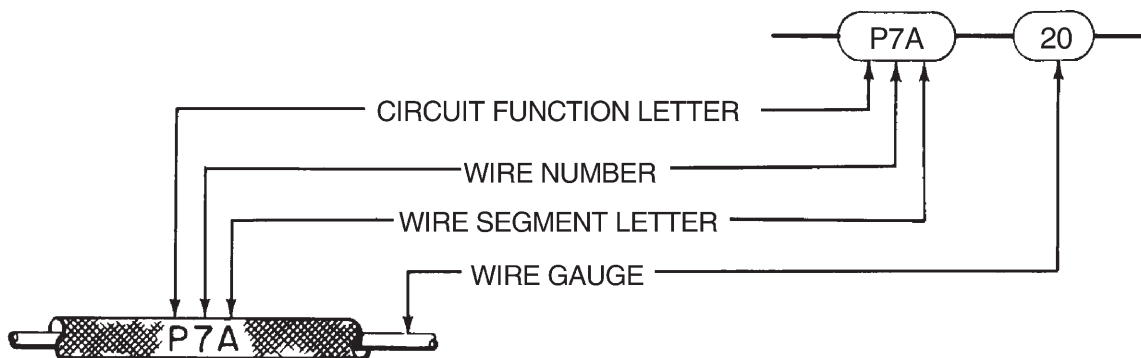 P7A 20
CIRCUIT FUNCTION LETTER
WIRE NUMBER
WIRE SEGMENT LETTER
WIRE GAUGE
P7A